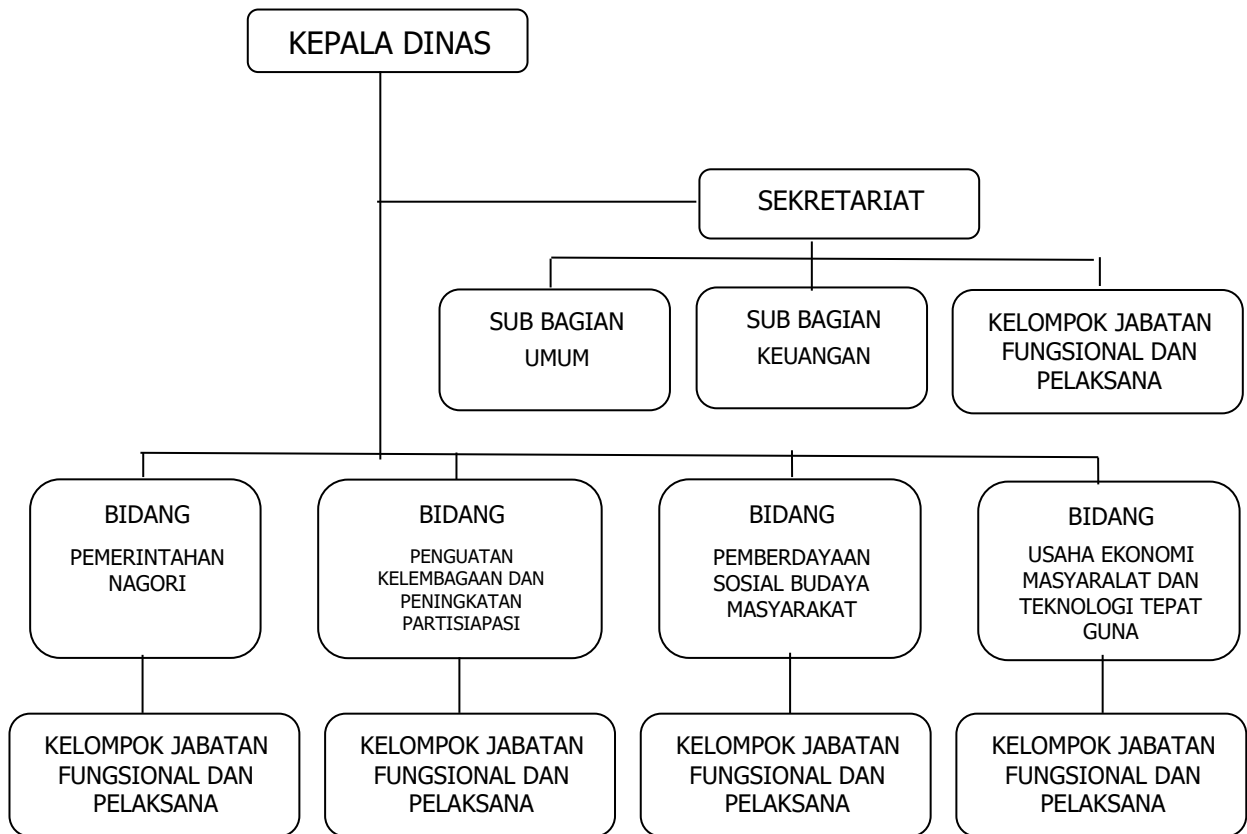 KEPALA DINAS
SEKRETARIAT
SUB BAGIAN
UMUM
SUB BAGIAN
KEUANGAN
KELOMPOK JABATAN
FUNGSIONAL DAN
PELAKSANA
BIDANG
PEMERINTAHAN
NAGORI
BIDANG
PENGUATAN
KELEMBAGAAN DAN
PENINGKATAN
PARTISIAPASI
BIDANG
PEMBERDAYAAN
SOSIAL BUDAYA
MASYARAKAT
BIDANG
USAHA EKONOMI
MASYARALAT DAN
TEKNOLOGI TEPAT
GUNA
KELOMPOK JABATAN
FUNGSIONAL DAN
PELAKSANA
KELOMPOK JABATAN
FUNGSIONAL DAN
PELAKSANA
KELOMPOK JABATAN
FUNGSIONAL DAN
PELAKSANA
KELOMPOK JABATAN
FUNGSIONAL DAN
PELAKSANA